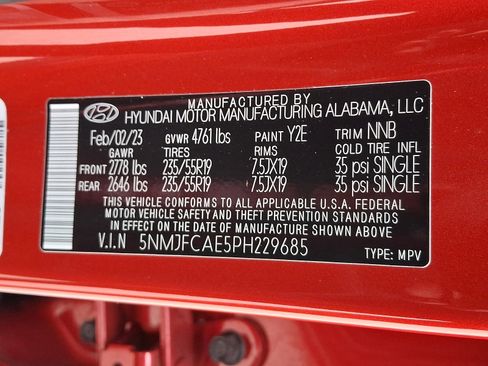 MANUFACTURED BY
HYUNDAI MOTOR MANUFACTURING ALABAMA, LLC
Feb/02/23 GVWR 4761 lbs PAINT Y2E TRIM NNB
GAWR TIRES RIMS COLD TIRE INFL
FRONT 2778 lbs 235/55R19 7.5JX19 35 psi SINGLE
REAR 2646 lbs 235/55R19 7.5JX19 35 psi SINGLE
THIS VEHICLE CONFORMS TO ALL APPLICABLE U.S.A. FEDERAL
MOTOR VEHICLE SAFETY BUMPER, AND THEFT PREVENTION STANDARDS
IN EFFECT ON THE DATE OF MANUFACTURE SHOWN ABOVE.
V.I.N 5NMJFCAE5PH229685 TYPE: MPV